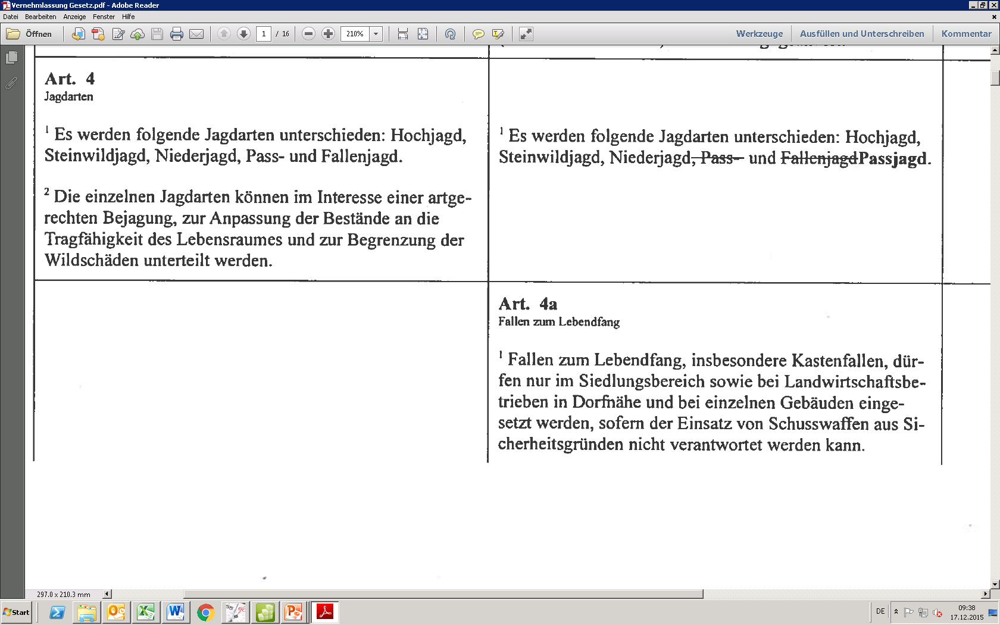 Vernehmlassung Gesetz.pdf - Adobe Reader
Datei Bearbeiten Anzeige Fenster Hilfe
Öffnen 1 / 16 210% Werkzeuge Ausfüllen und Unterschreiben Kommentar
Art. 4
Jagdarten
1 Es werden folgende Jagdarten unterschieden: Hochjagd,
Steinwildjagd, Niederjagd, Pass- und Fallenjagd.
2 Die einzelnen Jagdarten können im Interesse einer artge-
rechten Bejagung, zur Anpassung der Bestände an die
Tragfähigkeit des Lebensraumes und zur Begrenzung der
Wildschäden unterteilt werden.
1 Es werden folgende Jagdarten unterschieden: Hochjagd,
Steinwildjagd, Niederjagd, Pass- und FallenjagdPassjagd.
Art. 4a
Fallen zum Lebendfang
1 Fallen zum Lebendfang, insbesondere Kastenfallen, dür-
fen nur im Siedlungsbereich sowie bei Landwirtschaftsbe-
trieben in Dorfnähe und bei einzelnen Gebäuden einge-
setzt werden, sofern der Einsatz von Schusswaffen aus Si-
cherheitsgründen nicht verantwortet werden kann.
297.0 x 210.3 mm
Start DE 09:38
17.12.2015